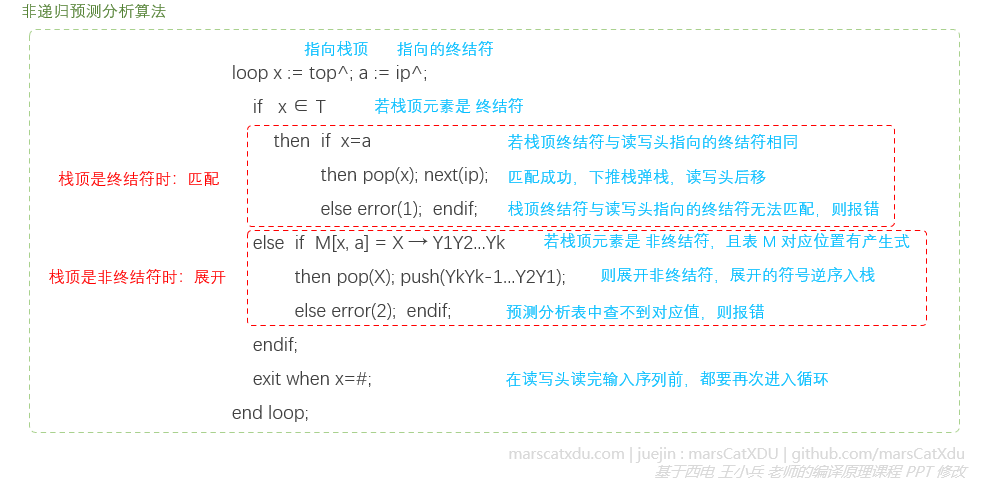 非递归预测分析算法
指向栈顶 指向的终结符
loop x := top^; a := ip^;
if x ∈ T 若栈顶元素是 终结符
then if x=a 若栈顶终结符与读写头指向的终结符相同
栈顶是终结符时：匹配
then pop(x); next(ip); 匹配成功，下推栈弹栈，读写头后移
else error(1); endif; 栈顶终结符与读写头指向的终结符无法匹配，则报错
else if M[x, a] = X → Y1Y2...Yk 若栈顶元素是 非终结符，且表 M 对应位置有产生式
栈顶是非终结符时：展开
then pop(X); push(YkYk-1...Y2Y1); 则展开非终结符，展开的符号逆序入栈
else error(2); endif; 预测分析表中查不到对应值，则报错
endif;
exit when x=#; 在读写头读完输入序列前，都要再次进入循环
end loop;
marscatxdu.com | juejin : marsCatXDU | github.com/marsCatXdu
基于西电 王小兵 老师的编译原理课程 PPT 修改